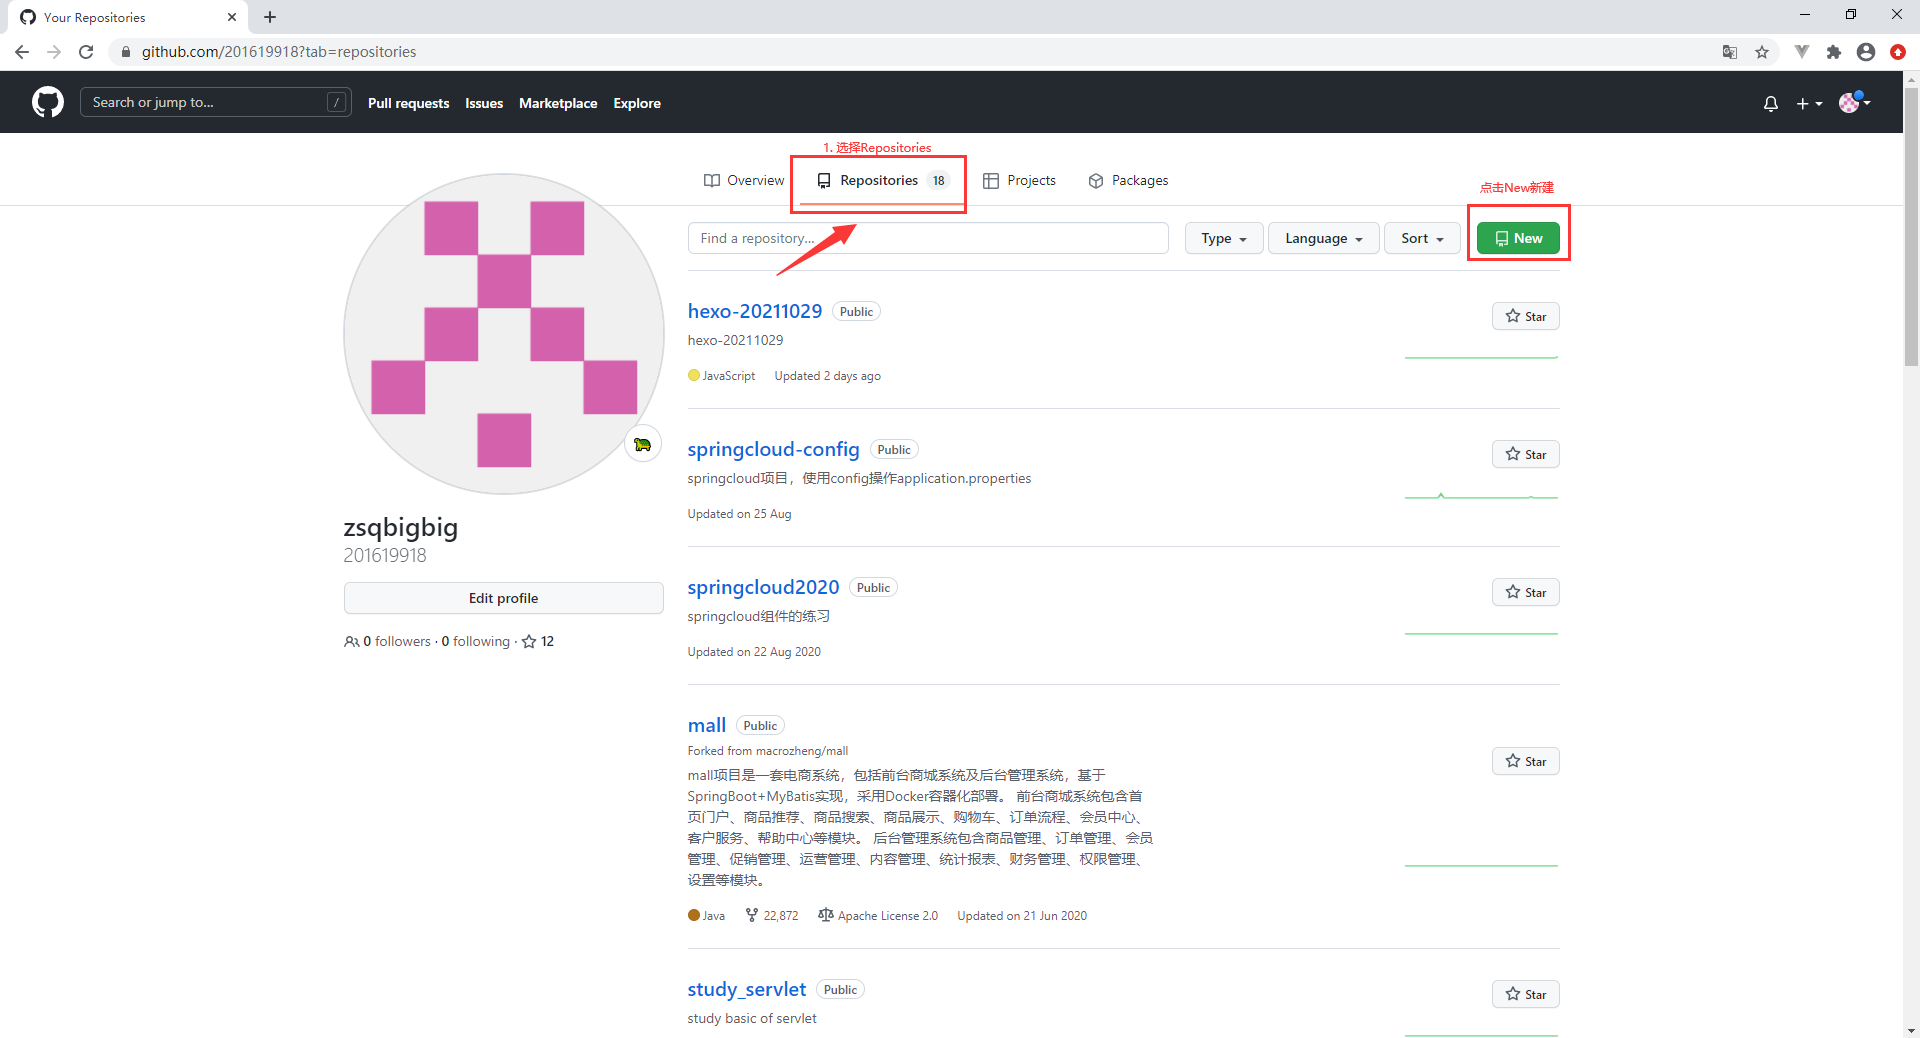 Your Repositories
github.com/201619918?tab=repositories
Search or jump to... /
Pull requests Issues Marketplace Explore
1. 选择Repositories
Overview Repositories 18 Projects Packages
点击New新建
Find a repository... Type Language Sort New
hexo-20211029 Public
Star
hexo-20211029
JavaScript Updated 2 days ago
springcloud-config Public
Star
springcloud项目，使用config操作application.properties
Updated on 25 Aug
zsqbigbig
201619918
Edit profile
0 followers · 0 following · 12
springcloud2020 Public
Star
springcloud组件的练习
Updated on 22 Aug 2020
mall Public
Forked from macrozheng/mall
Star
mall项目是一套电商系统，包括前台商城系统及后台管理系统，基于
SpringBoot+MyBatis实现，采用Docker容器化部署。 前台商城系统包含首
页门户、商品推荐、商品搜索、商品展示、购物车、订单流程、会员中心、
客户服务、帮助中心等模块。 后台管理系统包含商品管理、订单管理、会员
管理、促销管理、运营管理、内容管理、统计报表、财务管理、权限管理、
设置等模块。
Java 22,872 Apache License 2.0 Updated on 21 Jun 2020
study_servlet Public
Star
study basic of servlet